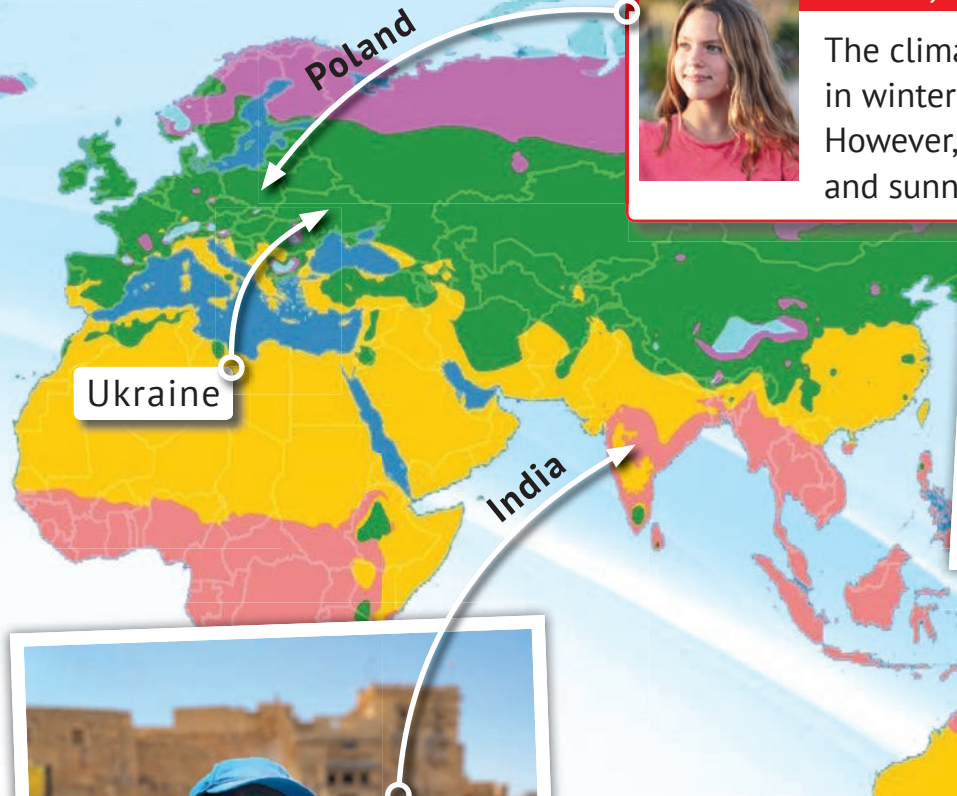 Poland
The clima
in winter
However,
and sunn
Ukraine
India